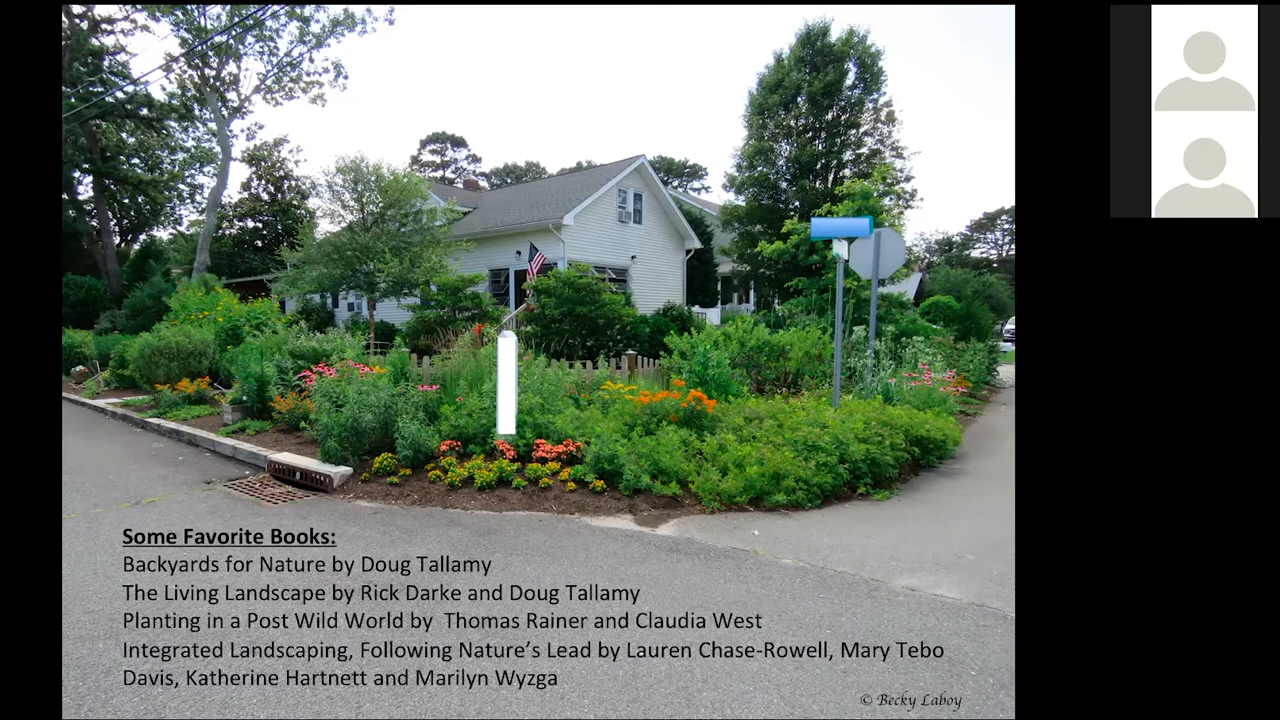 Some Favorite Books:
Backyards for Nature by Doug Tallamy
The Living Landscape by Rick Darke and Doug Tallamy
Planting in a Post Wild World by  Thomas Rainer and Claudia West
Integrated Landscaping, Following Nature’s Lead by Lauren Chase-Rowell, Mary Tebo
Davis, Katherine Hartnett and Marilyn Wyzga
© Becky Laboy